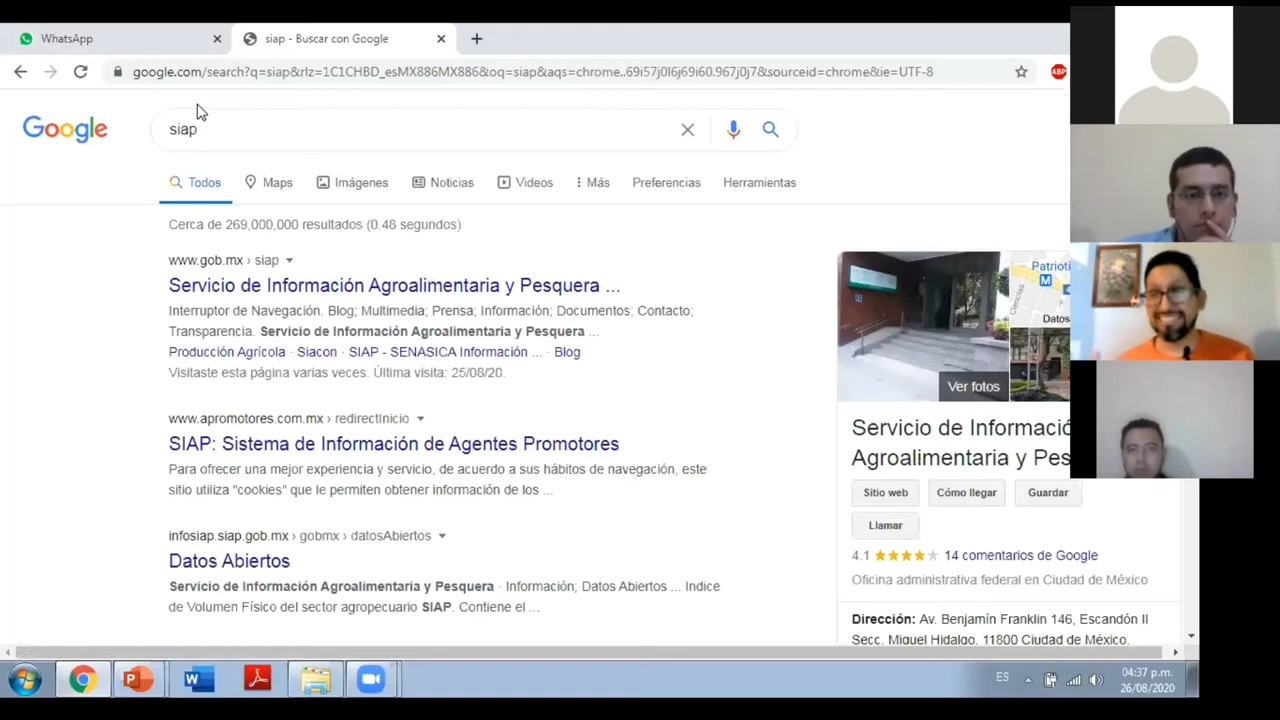 WhatsApp
siap - Buscar con Google
google.com/search?q=siap&rlz=1C1CHBD_esMX886MX886&oq=siap&aqs=chrome..69i57j0l6j69i60.967j0j7&sourceid=chrome&ie=UTF-8
ABP
Google
siap
Todos
Maps
Imágenes
Noticias
Videos
Más
Preferencias
Herramientas
Cerca de 269,000,000 resultados (0.48 segundos)
www.gob.mx › siap
Servicio de Información Agroalimentaria y Pesquera ...
Interruptor de Navegación. Blog; Multimedia; Prensa; Información; Documentos; Contacto;
Transparencia. Servicio de Información Agroalimentaria y Pesquera ...
Producción Agrícola · Siacon · SIAP - SENASICA Información ... · Blog
Visitaste esta página varias veces. Última visita: 25/08/20.
www.apromotores.com.mx › redirectInicio
SIAP: Sistema de Información de Agentes Promotores
Para ofrecer una mejor experiencia y servicio, de acuerdo a sus hábitos de navegación, este
sitio utiliza "cookies" que le permiten obtener información de los ...
infosiap.siap.gob.mx › gobmx › datosAbiertos
Datos Abiertos
Servicio de Información Agroalimentaria y Pesquera · Información; Datos Abiertos ... Indice
de Volumen Físico del sector agropecuario SIAP. Contiene el ...
Patrioti
M
Ciencias
Datos
Ver fotos
Servicio de Informació
Agroalimentaria y Pes
Sitio web
Cómo llegar
Guardar
Llamar
4.1
14 comentarios de Google
Oficina administrativa federal en Ciudad de México
Dirección: Av. Benjamín Franklin 146, Escandón II
Secc, Miguel Hidalgo, 11800 Ciudad de México,
P
W
ES
04:37 p.m.
26/08/2020